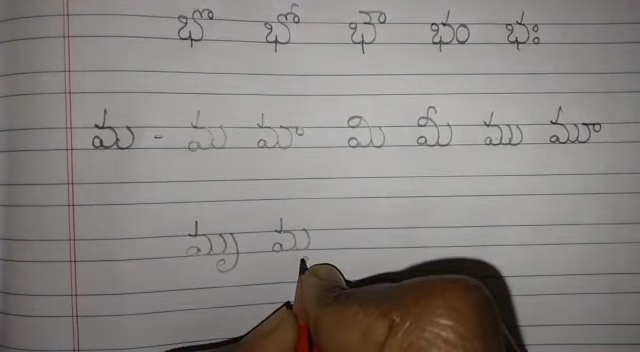 భొ భో భౌ భం భః
మ - మ మా మి మీ ము మూ
మృ మ